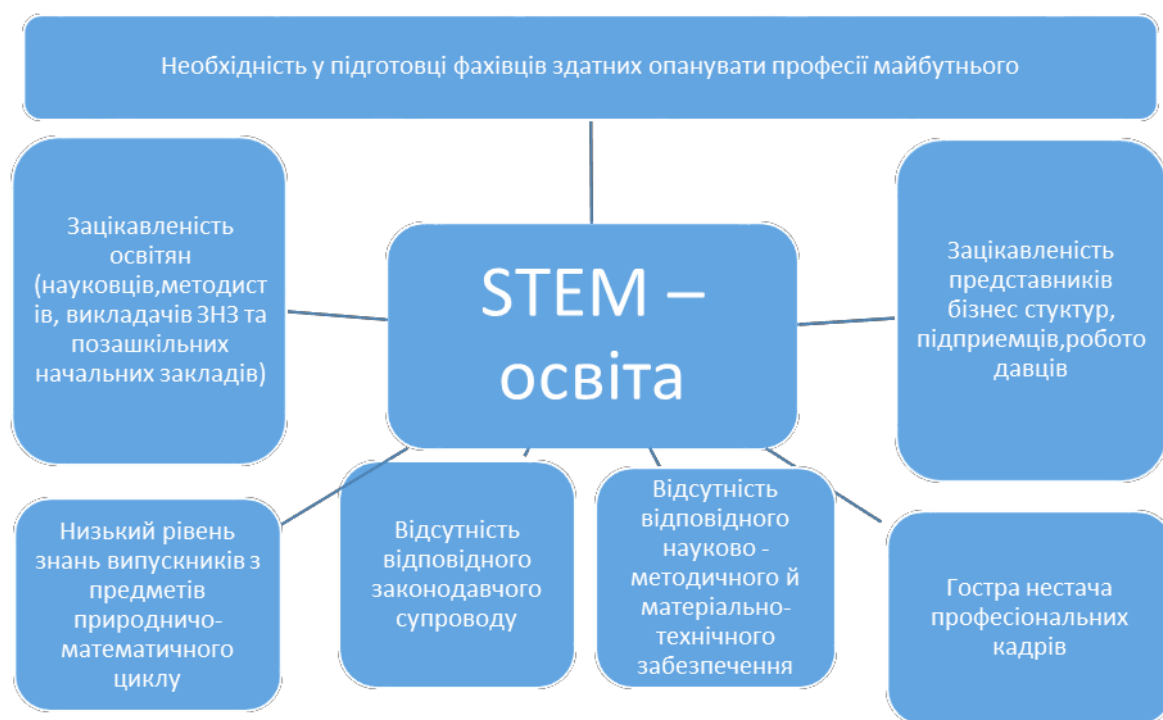 Необхідність у підготовці фахівців здатних опанувати професії майбутнього
Зацікавленість
освітян
(науковців,методист
ів, викладачів ЗНЗ та
позашкільних
начальних закладів)
STEM –
освіта
Зацікавленість
представників
бізнес стуктур,
підприємців,робото
давців
Низький рівень
знань випускників з
предметів
природничо-
математичного
циклу
Відсутність
відповідного
законодавчого
супроводу
Відсутність
відповідного
науково -
методичного й
матеріально-
технічного
забезпечення
Гостра нестача
професіональних
кадрів